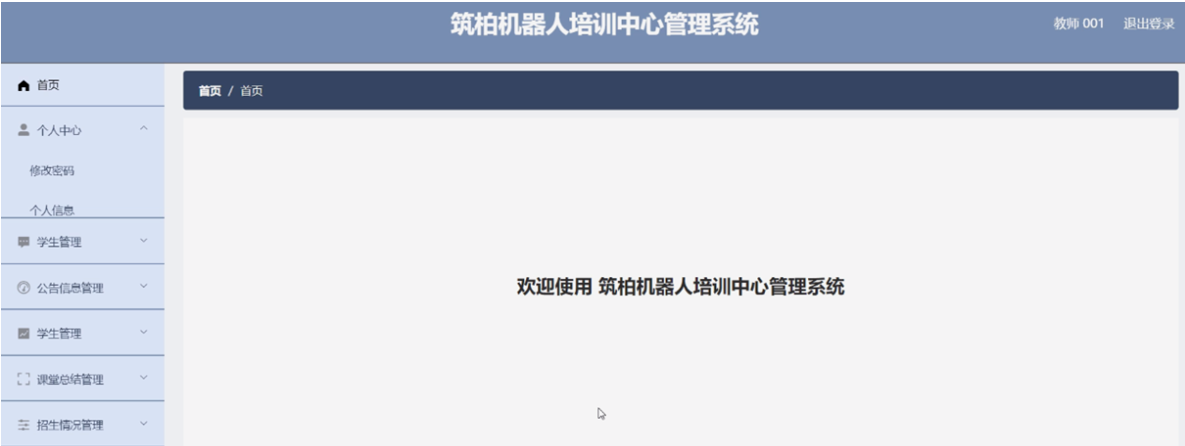 筑柏机器人培训中心管理系统
教师 001 退出登录
首页
首页 / 首页
个人中心
修改密码
个人信息
学生管理
公告信息管理
学生管理
课堂总结管理
招生情况管理
欢迎使用 筑柏机器人培训中心管理系统